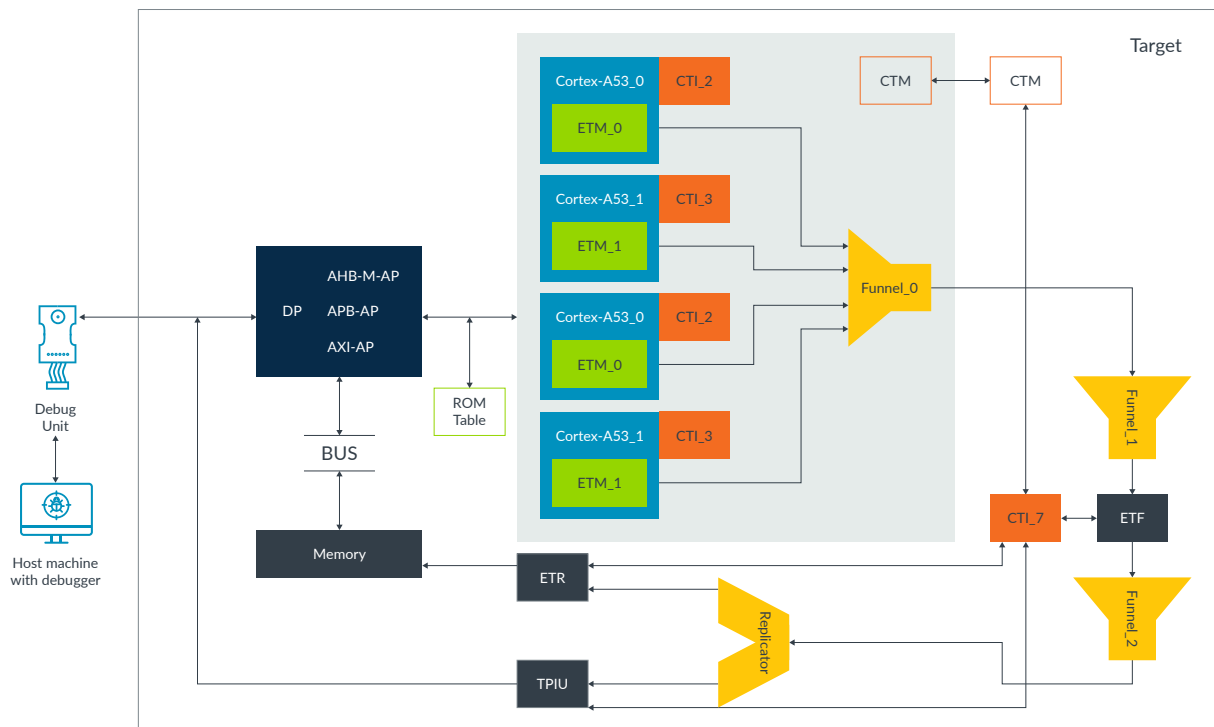 Target
Cortex-A53_0
CTI_2
ETM_0
CTM
CTM
Cortex-A53_1
CTI_3
ETM_1
AHB-M-AP
DP
APB-AP
AXI-AP
Cortex-A53_0
CTI_2
ETM_0
Funnel_0
ROM
Table
Debug
Unit
Cortex-A53_1
CTI_3
ETM_1
Funnel_1
BUS
CTI_7
ETF
Memory
Host machine
with debugger
ETR
Replicator
Funnel_2
TPIU